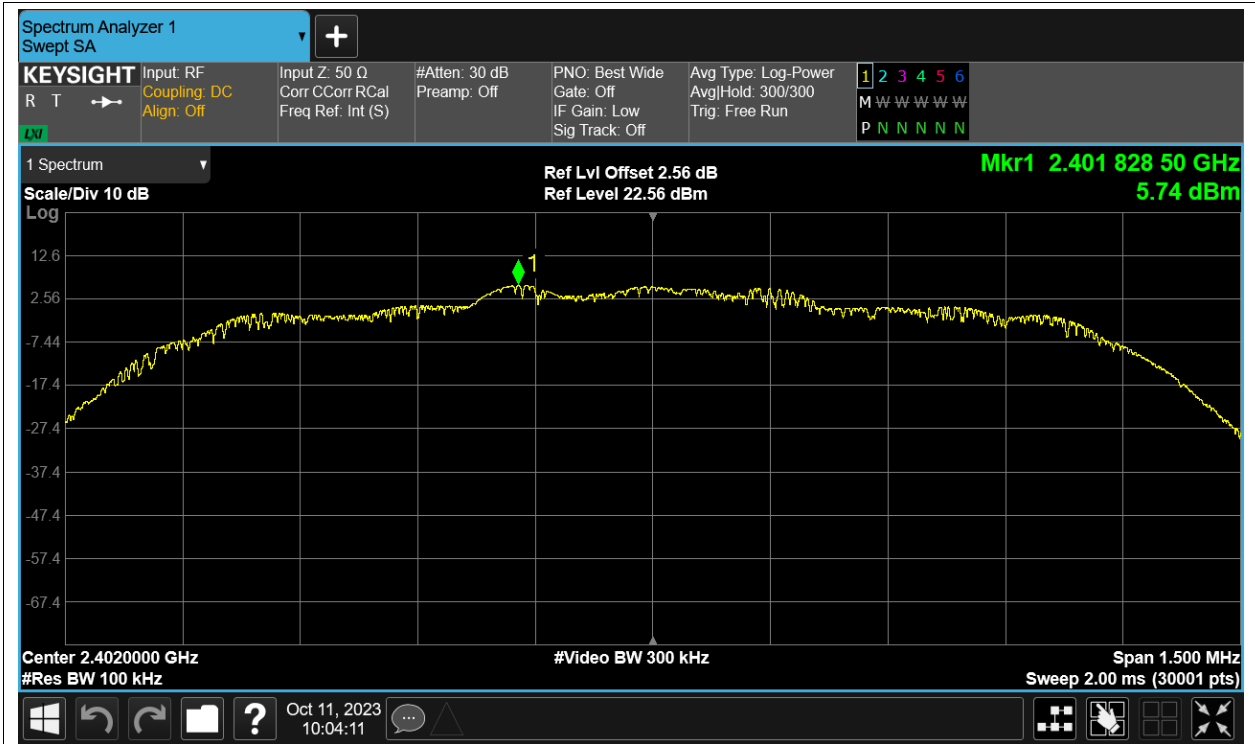 Spectrum Analyzer 1
Swept SA
KEYSIGHT
R T
LXI
Input: RF
Coupling: DC
Align: Off
Input Z: 50 Ω
Corr CCorr RCal
Freq Ref: Int (S)
#Atten: 30 dB
Preamp: Off
PNO: Best Wide
Gate: Off
IF Gain: Low
Sig Track: Off
Avg Type: Log-Power
Avg|Hold: 300/300
Trig: Free Run
1 2 3 4 5 6
M W W W W W
P N N N N N
1 Spectrum
Scale/Div 10 dB
Ref Lvl Offset 2.56 dB
Ref Level 22.56 dBm
Mkr1 2.401 828 50 GHz
5.74 dBm
Log
12.6
2.56
-7.44
-17.4
-27.4
-37.4
-47.4
-57.4
-67.4
1
Center 2.4020000 GHz
#Res BW 100 kHz
#Video BW 300 kHz
Span 1.500 MHz
Sweep 2.00 ms (30001 pts)
?
Oct 11, 2023
10:04:11